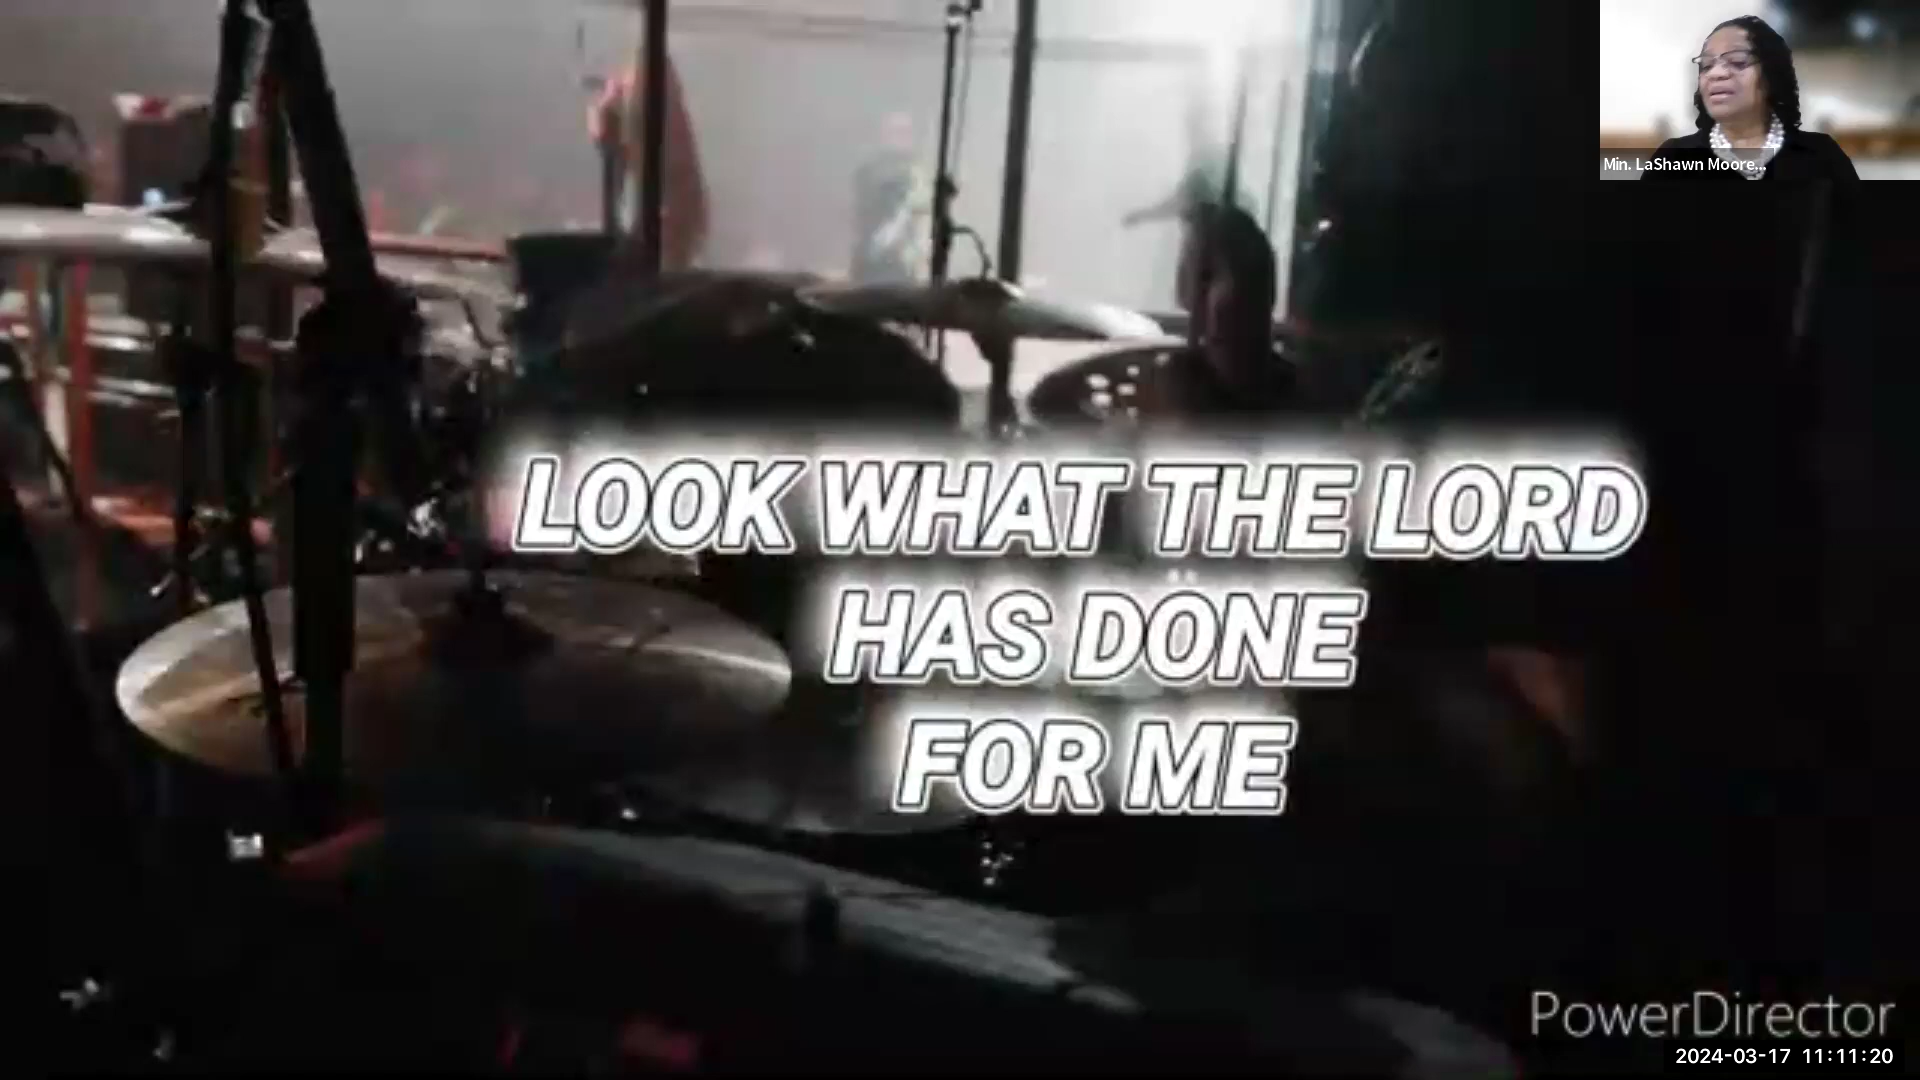 Min. LaShawn Moore...
LOOK WHAT THE LORD
HAS DONE
FOR ME
PowerDirector
2024-03-17 11:11:20